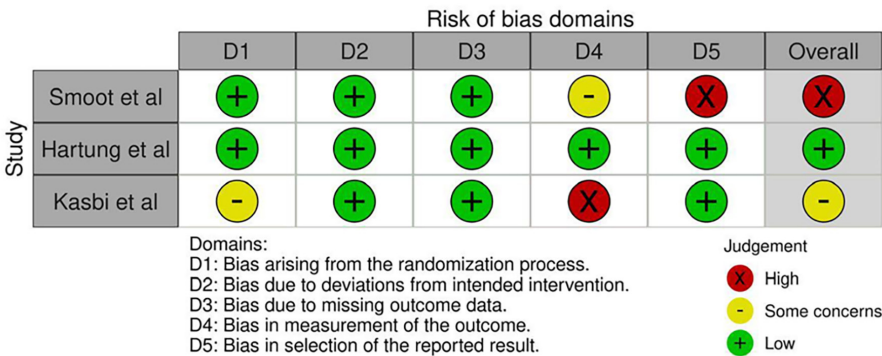 Risk of bias domains
D1 D2 D3 D4 D5 Overall
Study
Smoot et al + + + - X X
Hartung et al + + + + + +
Kasbi et al - + + X + -
Domains:
D1: Bias arising from the randomization process.
D2: Bias due to deviations from intended intervention.
D3: Bias due to missing outcome data.
D4: Bias in measurement of the outcome.
D5: Bias in selection of the reported result.
Judgement
X High
- Some concerns
+ Low